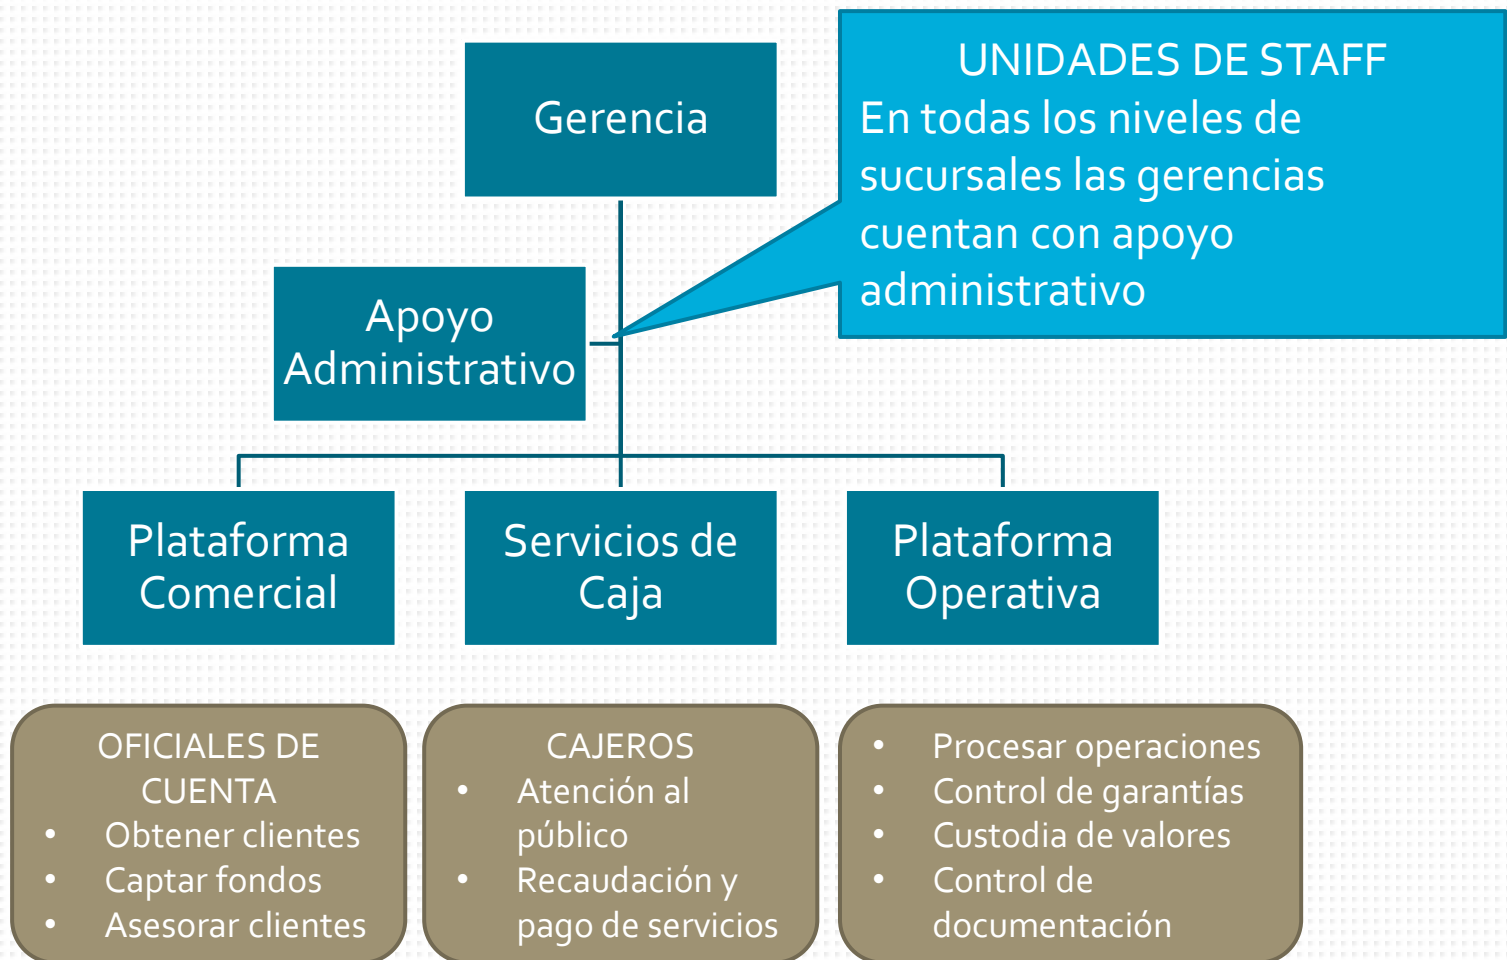 Gerencia
UNIDADES DE STAFF
En todas los niveles de
sucursales las gerencias
cuentan con apoyo
administrativo
Apoyo
Administrativo
Plataforma
Comercial
Servicios de
Caja
Plataforma
Operativa
OFICIALES DE
CUENTA
• Obtener clientes
• Captar fondos
• Asesorar clientes
CAJEROS
• Atención al
público
• Recaudación y
pago de servicios
• Procesar operaciones
• Control de garantías
• Custodia de valores
• Control de
documentación